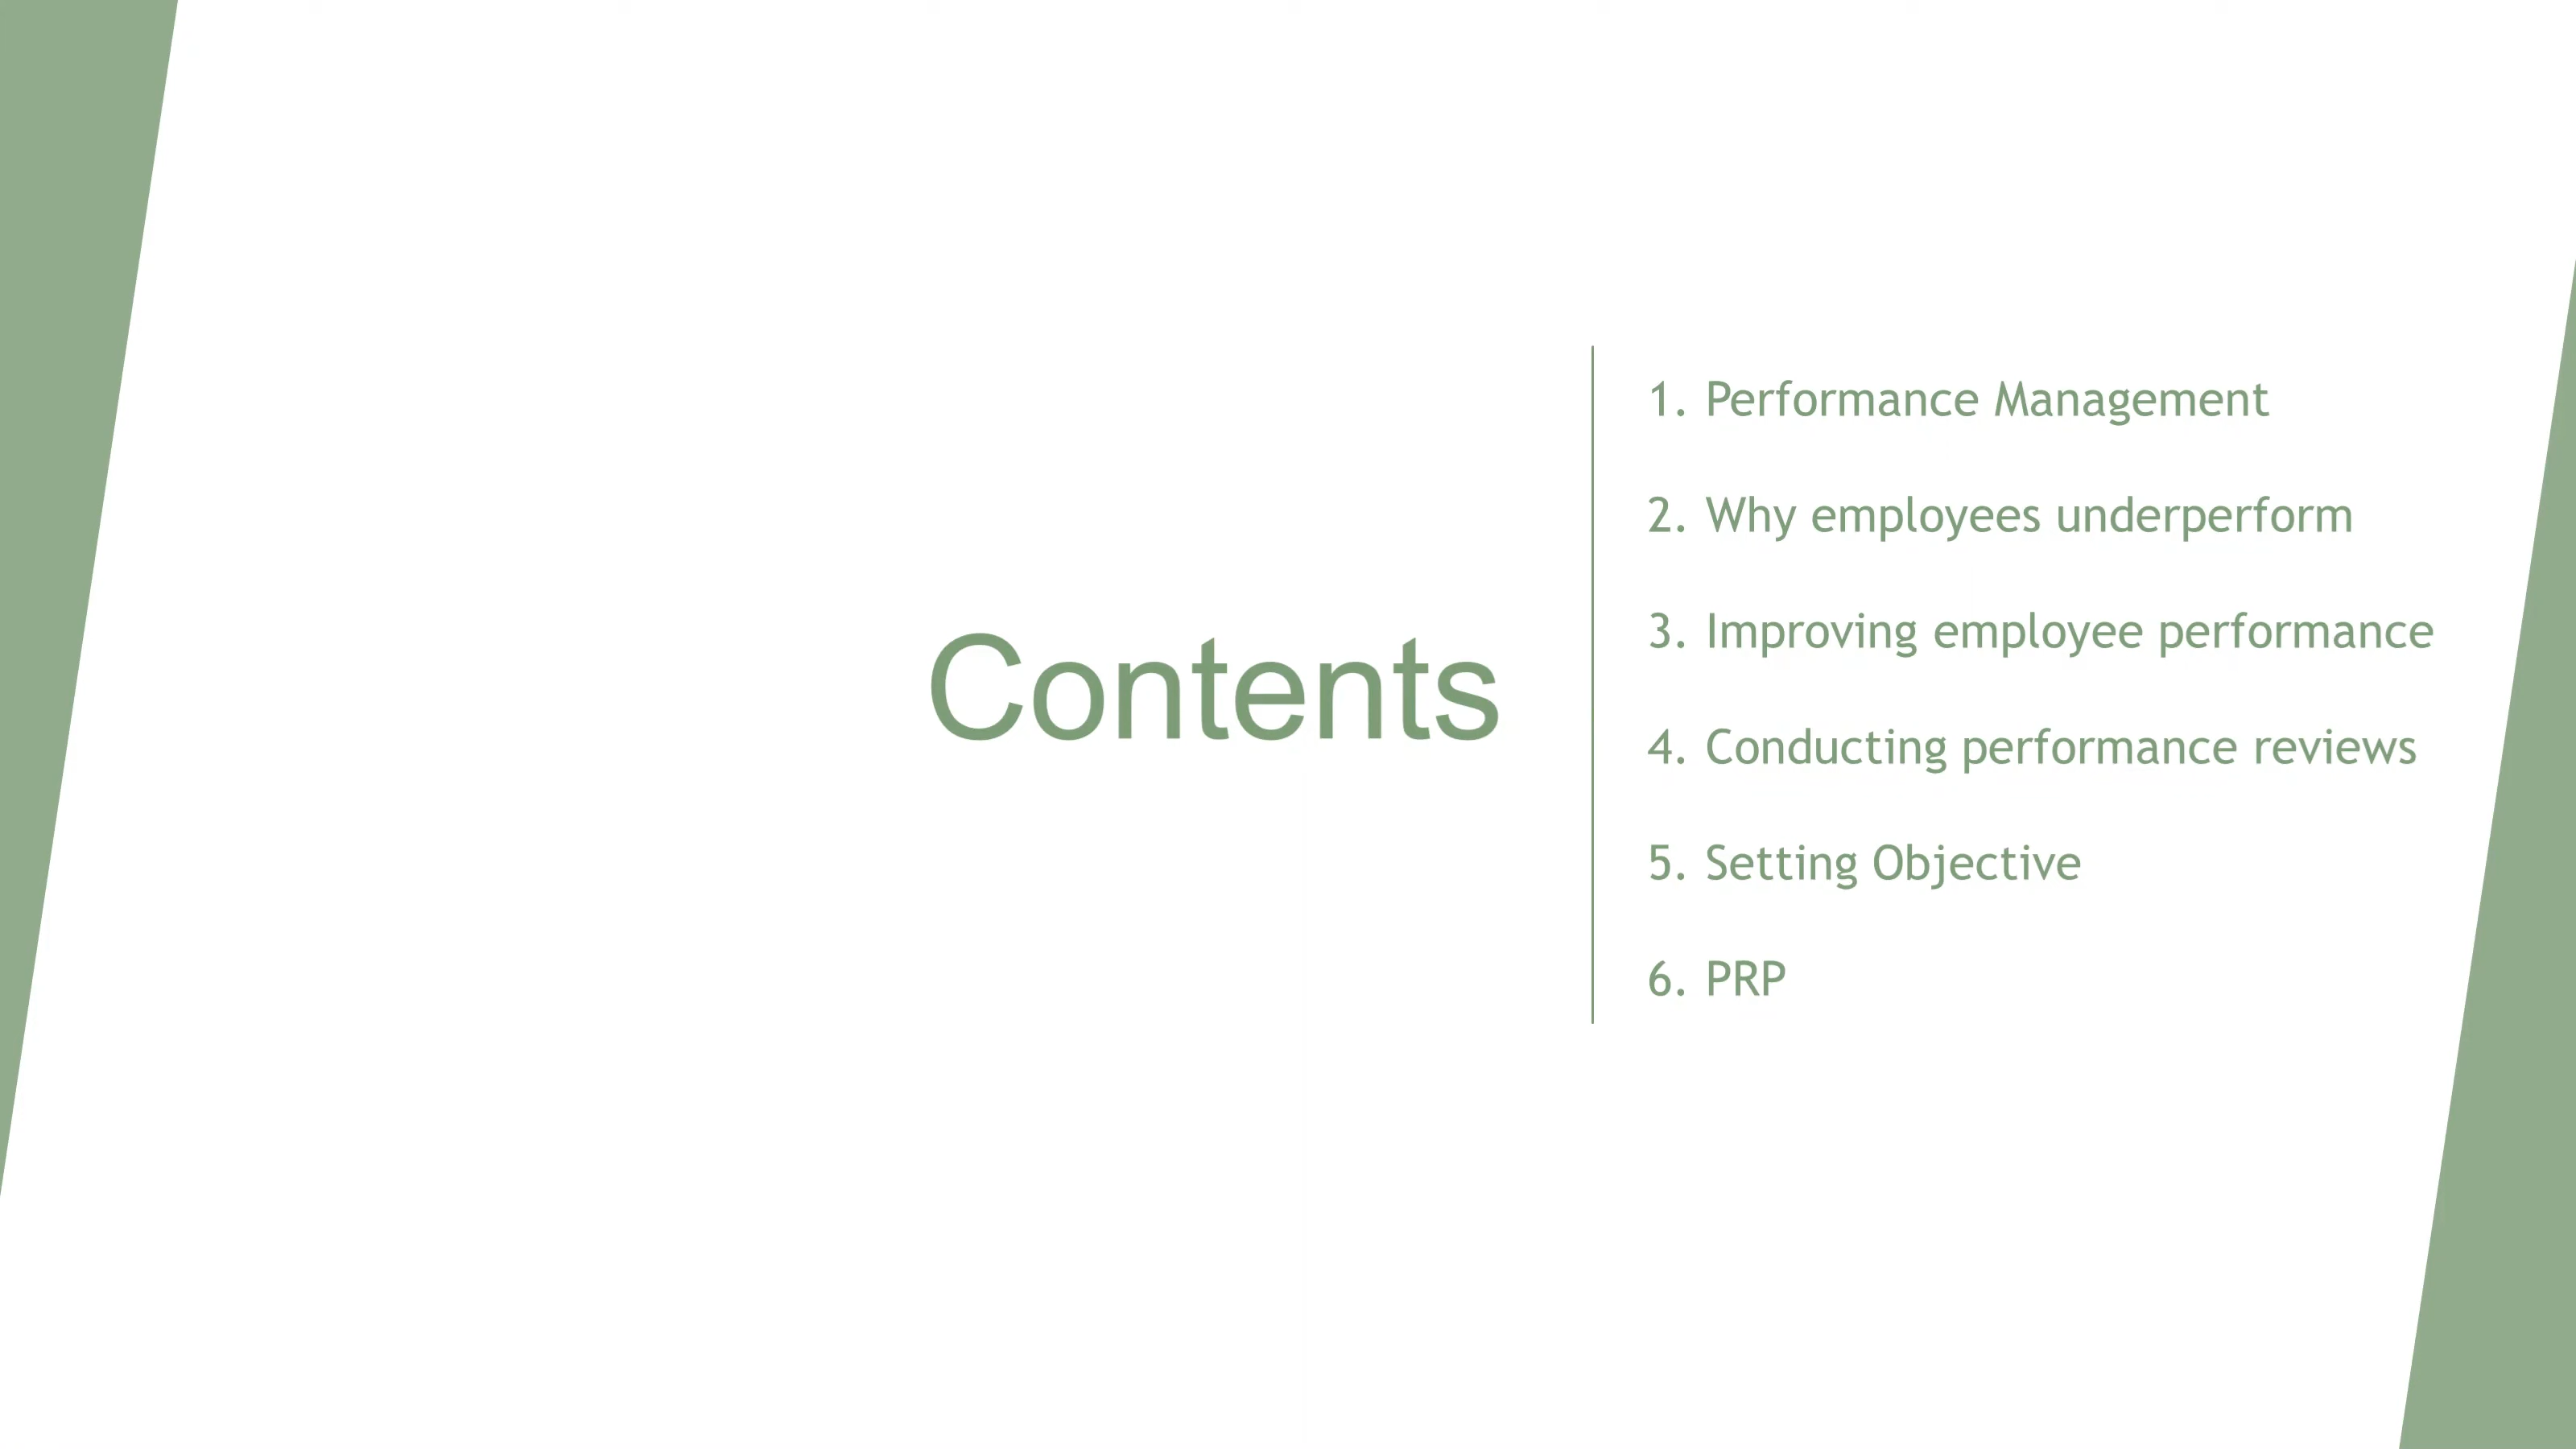 Contents
1. Performance Management
2. Why employees underperform
3. Improving employee performance
4. Conducting performance reviews
5. Setting Objective
6. PRP